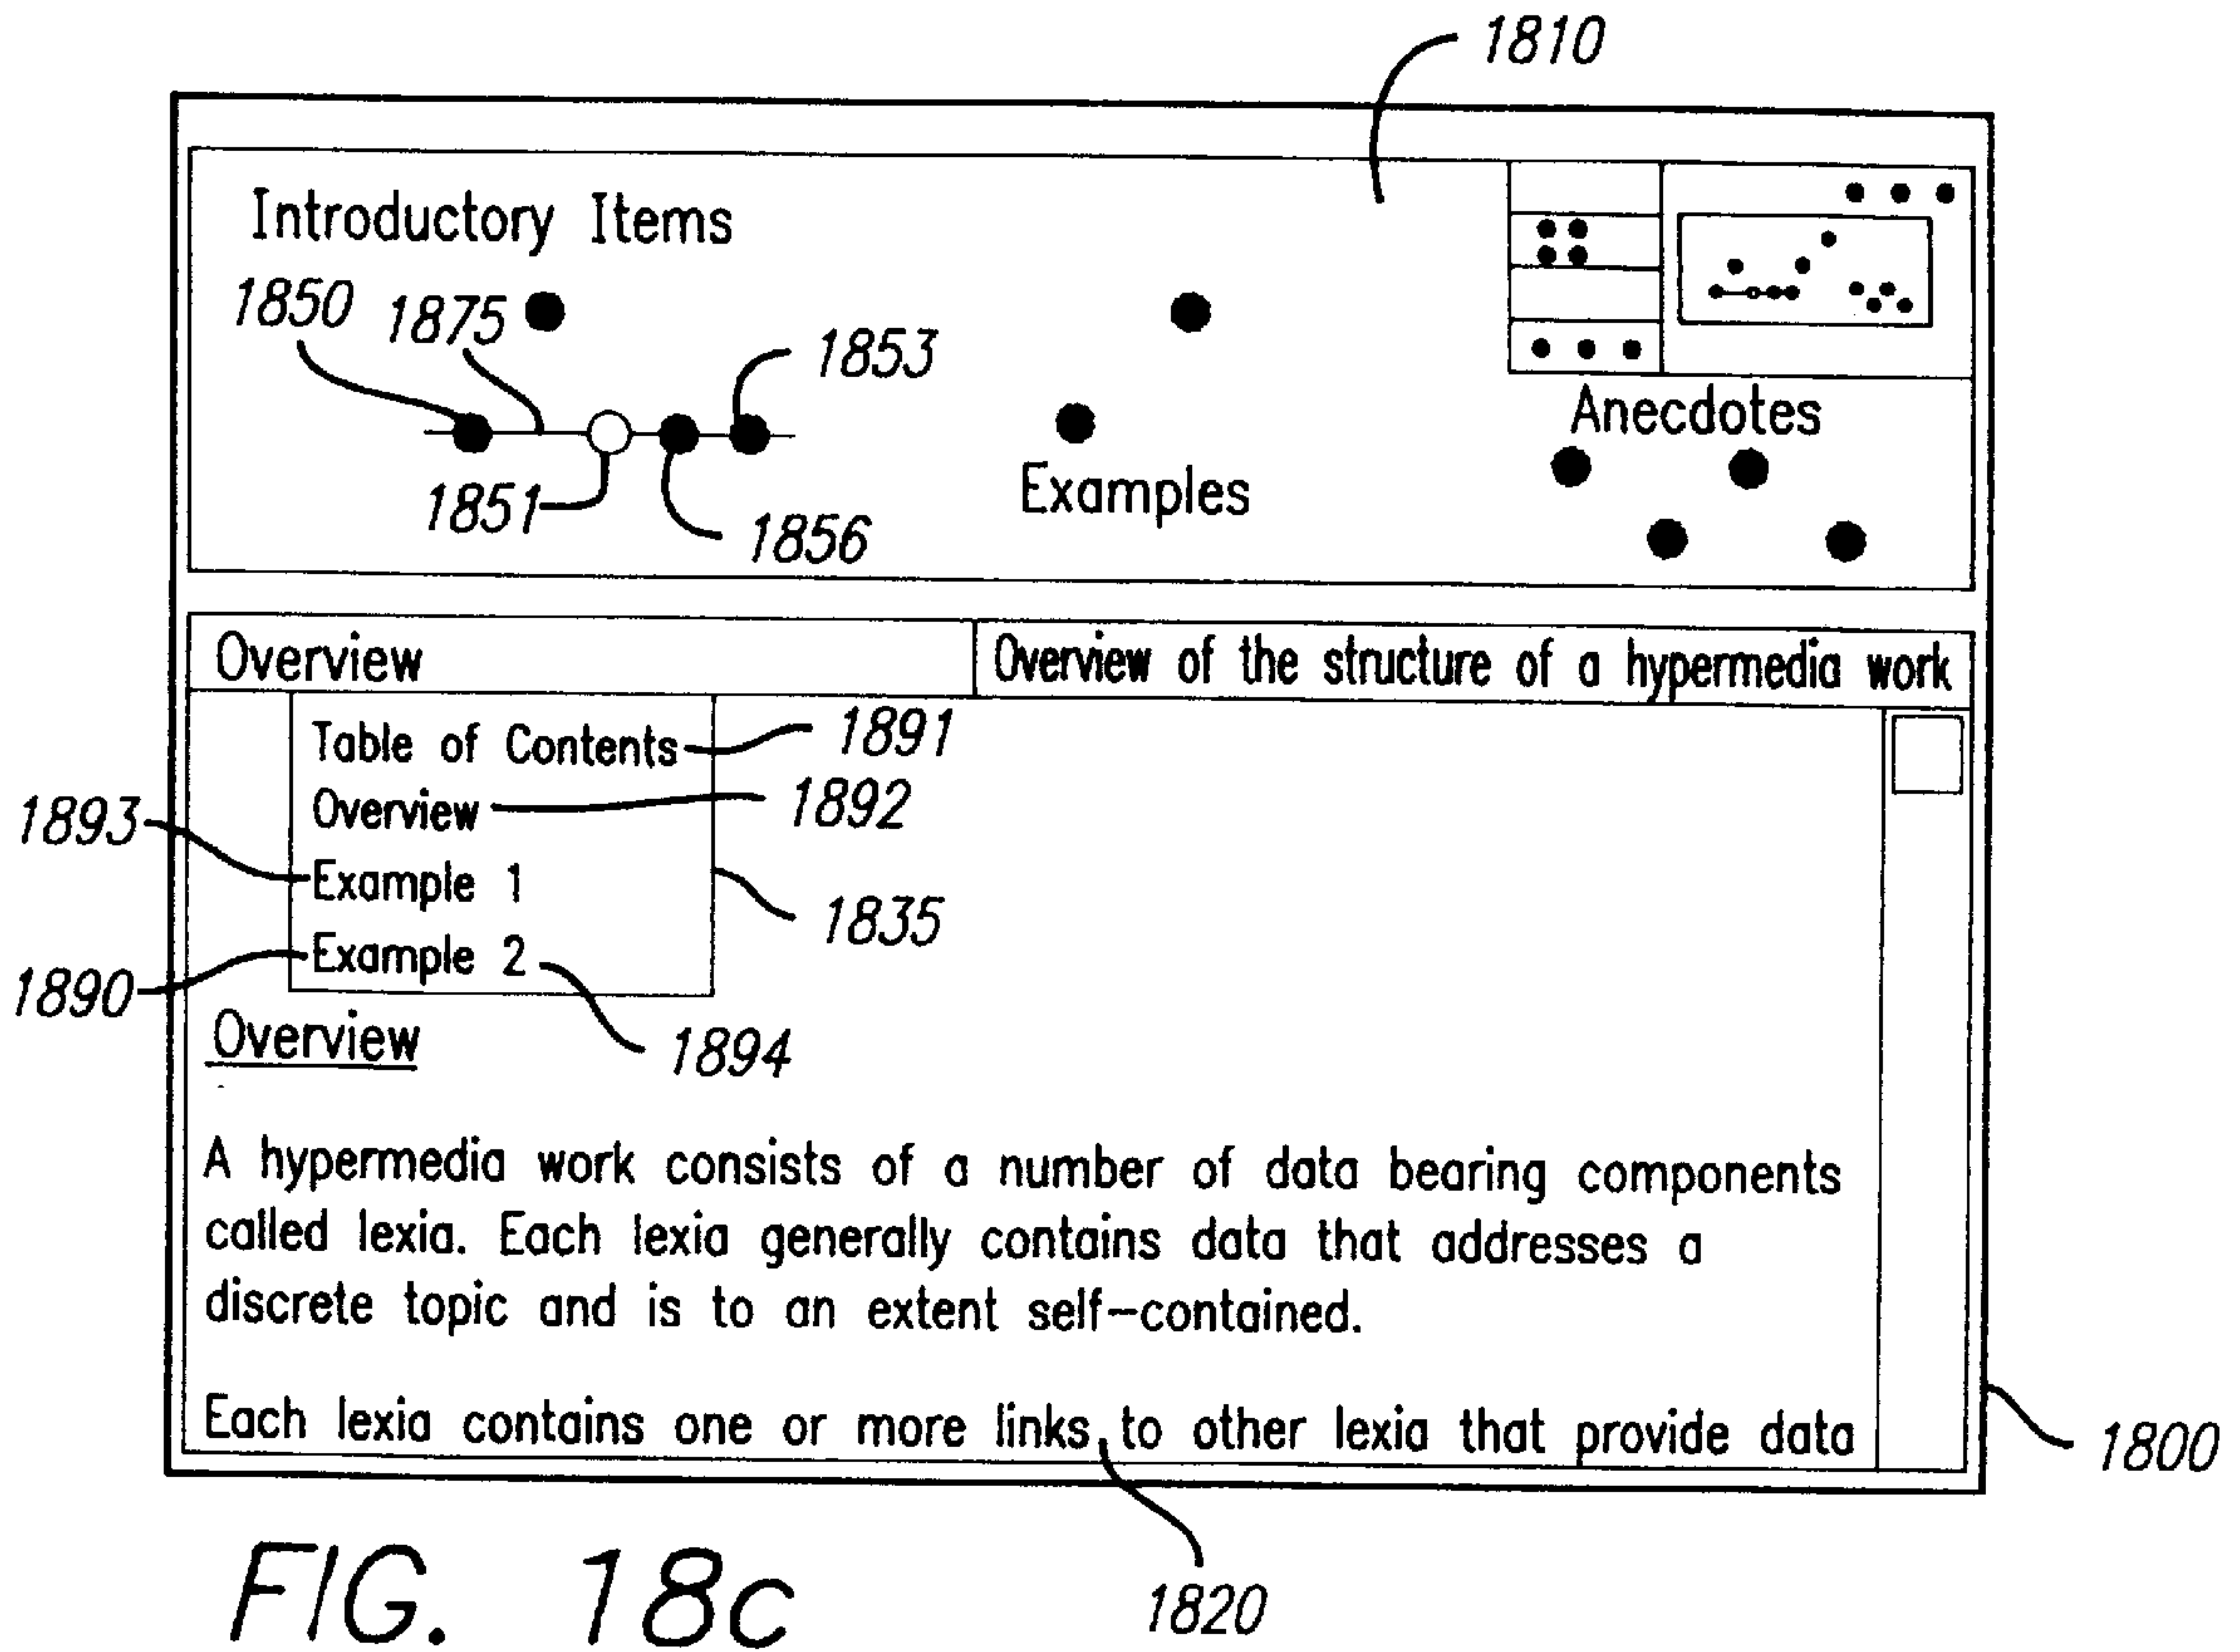 1810
Introductory Items
1850 1875
1853
Anecdotes
1851
Examples
1856
Overview
Overview of the structure of a hypermedia work
Table of Contents 1891
Overview 1892
1893
Example 1
1835
Example 2
1890
Overview
1894
A hypermedia work consists of a number of data bearing components
called lexia. Each lexia generally contains data that addresses a
discrete topic and is to an extent self-contained.
Each lexia contains one or more links to other lexia that provide data
1800
FIG. 18c
1820